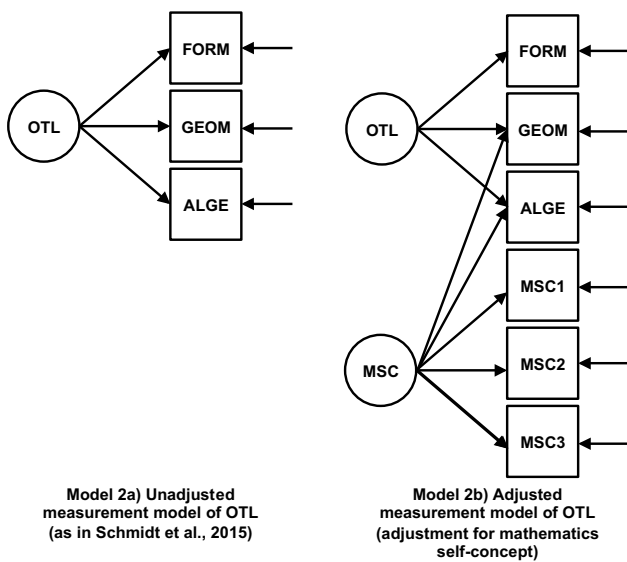 FORM
OTL
GEOM
ALGE
Model 2a) Unadjusted
measurement model of OTL
(as in Schmidt et al., 2015)
FORM
OTL
GEOM
ALGE
MSC1
MSC
MSC2
MSC3
Model 2b) Adjusted
measurement model of OTL
(adjustment for mathematics
self-concept)